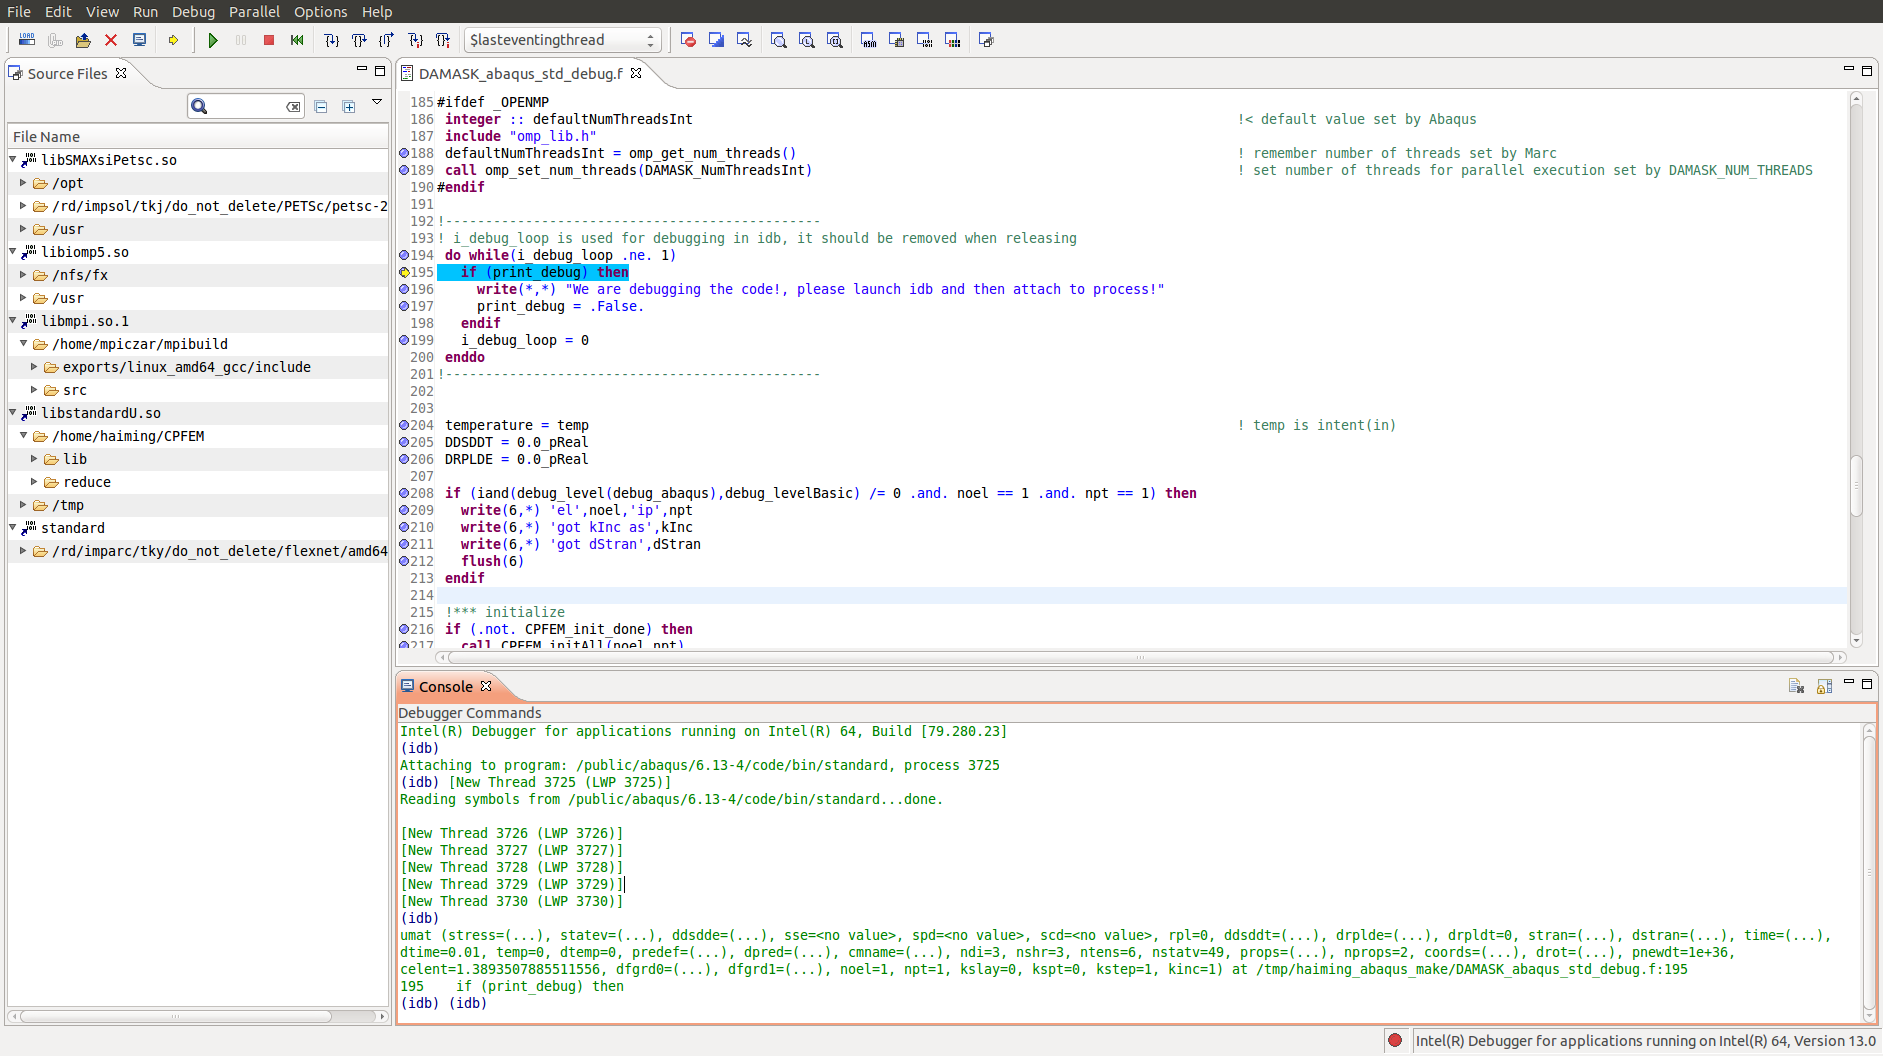 File Edit View Run Debug Parallel Options Help
$lasteventingthread
Source Files
File Name
libSMAXsiPetsc.so
/opt
/rd/impsol/tkj/do_not_delete/PETSc/petsc-2
/usr
libiomp5.so
/nfs/fx
/usr
libmpi.so.1
/home/mpiczar/mpibuild
exports/linux_amd64_gcc/include
src
libstandardU.so
/home/haiming/CPFEM
lib
reduce
/tmp
standard
/rd/imparc/tky/do_not_delete/flexnet/amd64
DAMASK_abaqus_std_debug.f
185 #ifdef _OPENMP
186 integer :: defaultNumThreadsInt !< default value set by Abaqus
187 include "omp_lib.h"
188 defaultNumThreadsInt = omp_get_num_threads() ! remember number of threads set by Marc
189 call omp_set_num_threads(DAMASK_NumThreadsInt) ! set number of threads for parallel execution set by DAMASK_NUM_THREADS
190 #endif
191
192 !-----------------------------------------------
193 ! i_debug_loop is used for debugging in idb, it should be removed when releasing
194 do while(i_debug_loop .ne. 1)
195 if (print_debug) then
196 write(*,*) "We are debugging the code!, please launch idb and then attach to process!"
197 print_debug = .False.
198 endif
199 i_debug_loop = 0
200 enddo
201 !-----------------------------------------------
202
203
204 temperature = temp ! temp is intent(in)
205 DDSDDT = 0.0_pReal
206 DRPLDE = 0.0_pReal
207
208 if (iand(debug_level(debug_abaqus),debug_levelBasic) /= 0 .and. noel == 1 .and. npt == 1) then
209 write(6,*) 'el',noel,'ip',npt
210 write(6,*) 'got kInc as',kInc
211 write(6,*) 'got dStran',dStran
212 flush(6)
213 endif
214
215 !*** initialize
216 if (.not. CPFEM_init_done) then
217 call CPFEM_initAll(noel,npt)
Console
Debugger Commands
Intel(R) Debugger for applications running on Intel(R) 64, Build [79.280.23]
(idb)
Attaching to program: /public/abaqus/6.13-4/code/bin/standard, process 3725
(idb) [New Thread 3725 (LWP 3725)]
Reading symbols from /public/abaqus/6.13-4/code/bin/standard...done.
[New Thread 3726 (LWP 3726)]
[New Thread 3727 (LWP 3727)]
[New Thread 3728 (LWP 3728)]
[New Thread 3729 (LWP 3729)]
[New Thread 3730 (LWP 3730)]
(idb)
umat (stress=(...), statev=(...), ddsdde=(...), sse=<no value>, spd=<no value>, scd=<no value>, rpl=0, ddsddt=(...), drplde=(...), drpldt=0, stran=(...), dstran=(...), time=(...),
dtime=0.01, temp=0, dtemp=0, predef=(...), dpred=(...), cmname=(...), ndi=3, nshr=3, ntens=6, nstatv=49, props=(...), nprops=2, coords=(...), drot=(...), pnewdt=1e+36,
celent=1.3893507885511556, dfgrd0=(...), dfgrd1=(...), noel=1, npt=1, kslay=0, kspt=0, kstep=1, kinc=1) at /tmp/haiming_abaqus_make/DAMASK_abaqus_std_debug.f:195
195 if (print_debug) then
(idb) (idb)
Intel(R) Debugger for applications running on Intel(R) 64, Version 13.0